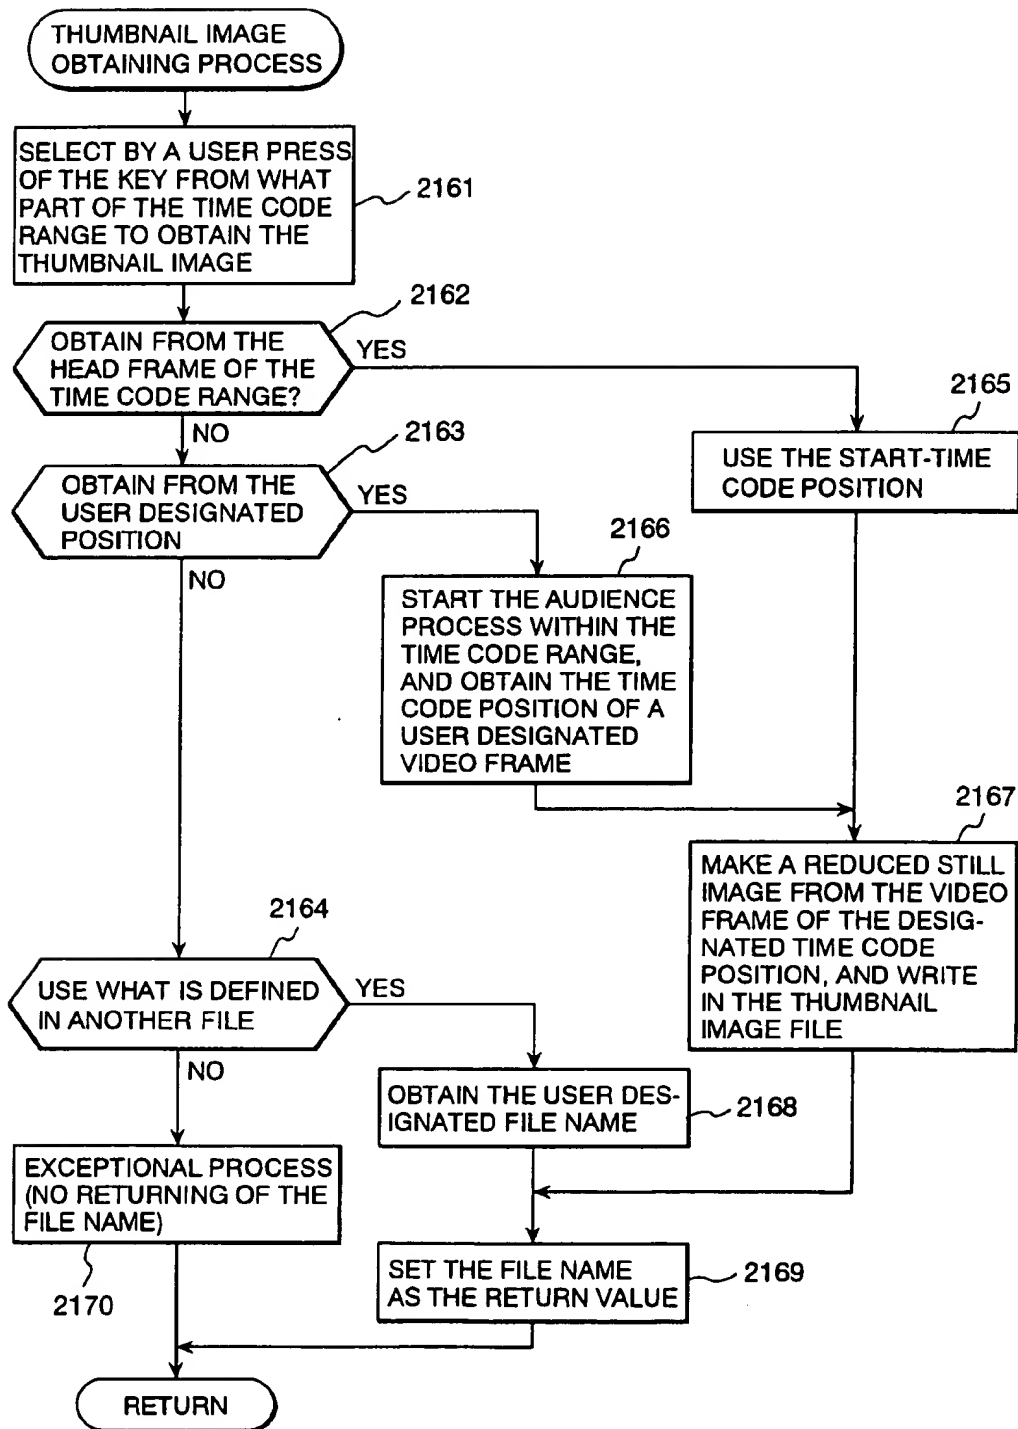 THUMBNAIL IMAGE
OBTAINING PROCESS
SELECT BY A USER PRESS
OF THE KEY FROM WHAT
PART OF THE TIME CODE
RANGE TO OBTAIN THE
THUMBNAIL IMAGE
2161
2162
OBTAIN FROM THE
HEAD FRAME OF THE
TIME CODE RANGE?
YES
NO
2163
2165
USE THE START-TIME
CODE POSITION
OBTAIN FROM THE
USER DESIGNATED
POSITION
YES
NO
2166
START THE AUDIENCE
PROCESS WITHIN THE
TIME CODE RANGE,
AND OBTAIN THE TIME
CODE POSITION OF A
USER DESIGNATED
VIDEO FRAME
2167
MAKE A REDUCED STILL
IMAGE FROM THE VIDEO
FRAME OF THE DESIG-
NATED TIME CODE
POSITION, AND WRITE
IN THE THUMBNAIL
IMAGE FILE
2164
USE WHAT IS DEFINED
IN ANOTHER FILE
YES
NO
OBTAIN THE USER DES-
IGNATED FILE NAME
2168
EXCEPTIONAL PROCESS
(NO RETURNING OF THE
FILE NAME)
2170
SET THE FILE NAME
AS THE RETURN VALUE
2169
RETURN